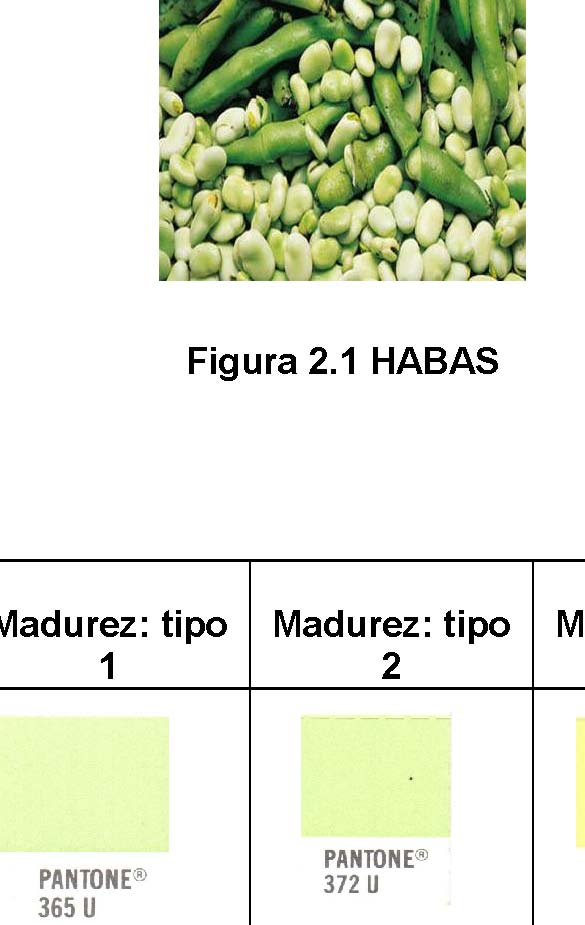 Figura 2.1 HABAS
Madurez: tipo
1
Madurez: tipo
2
M
PANTONE®
365 U
PANTONE®
372 U